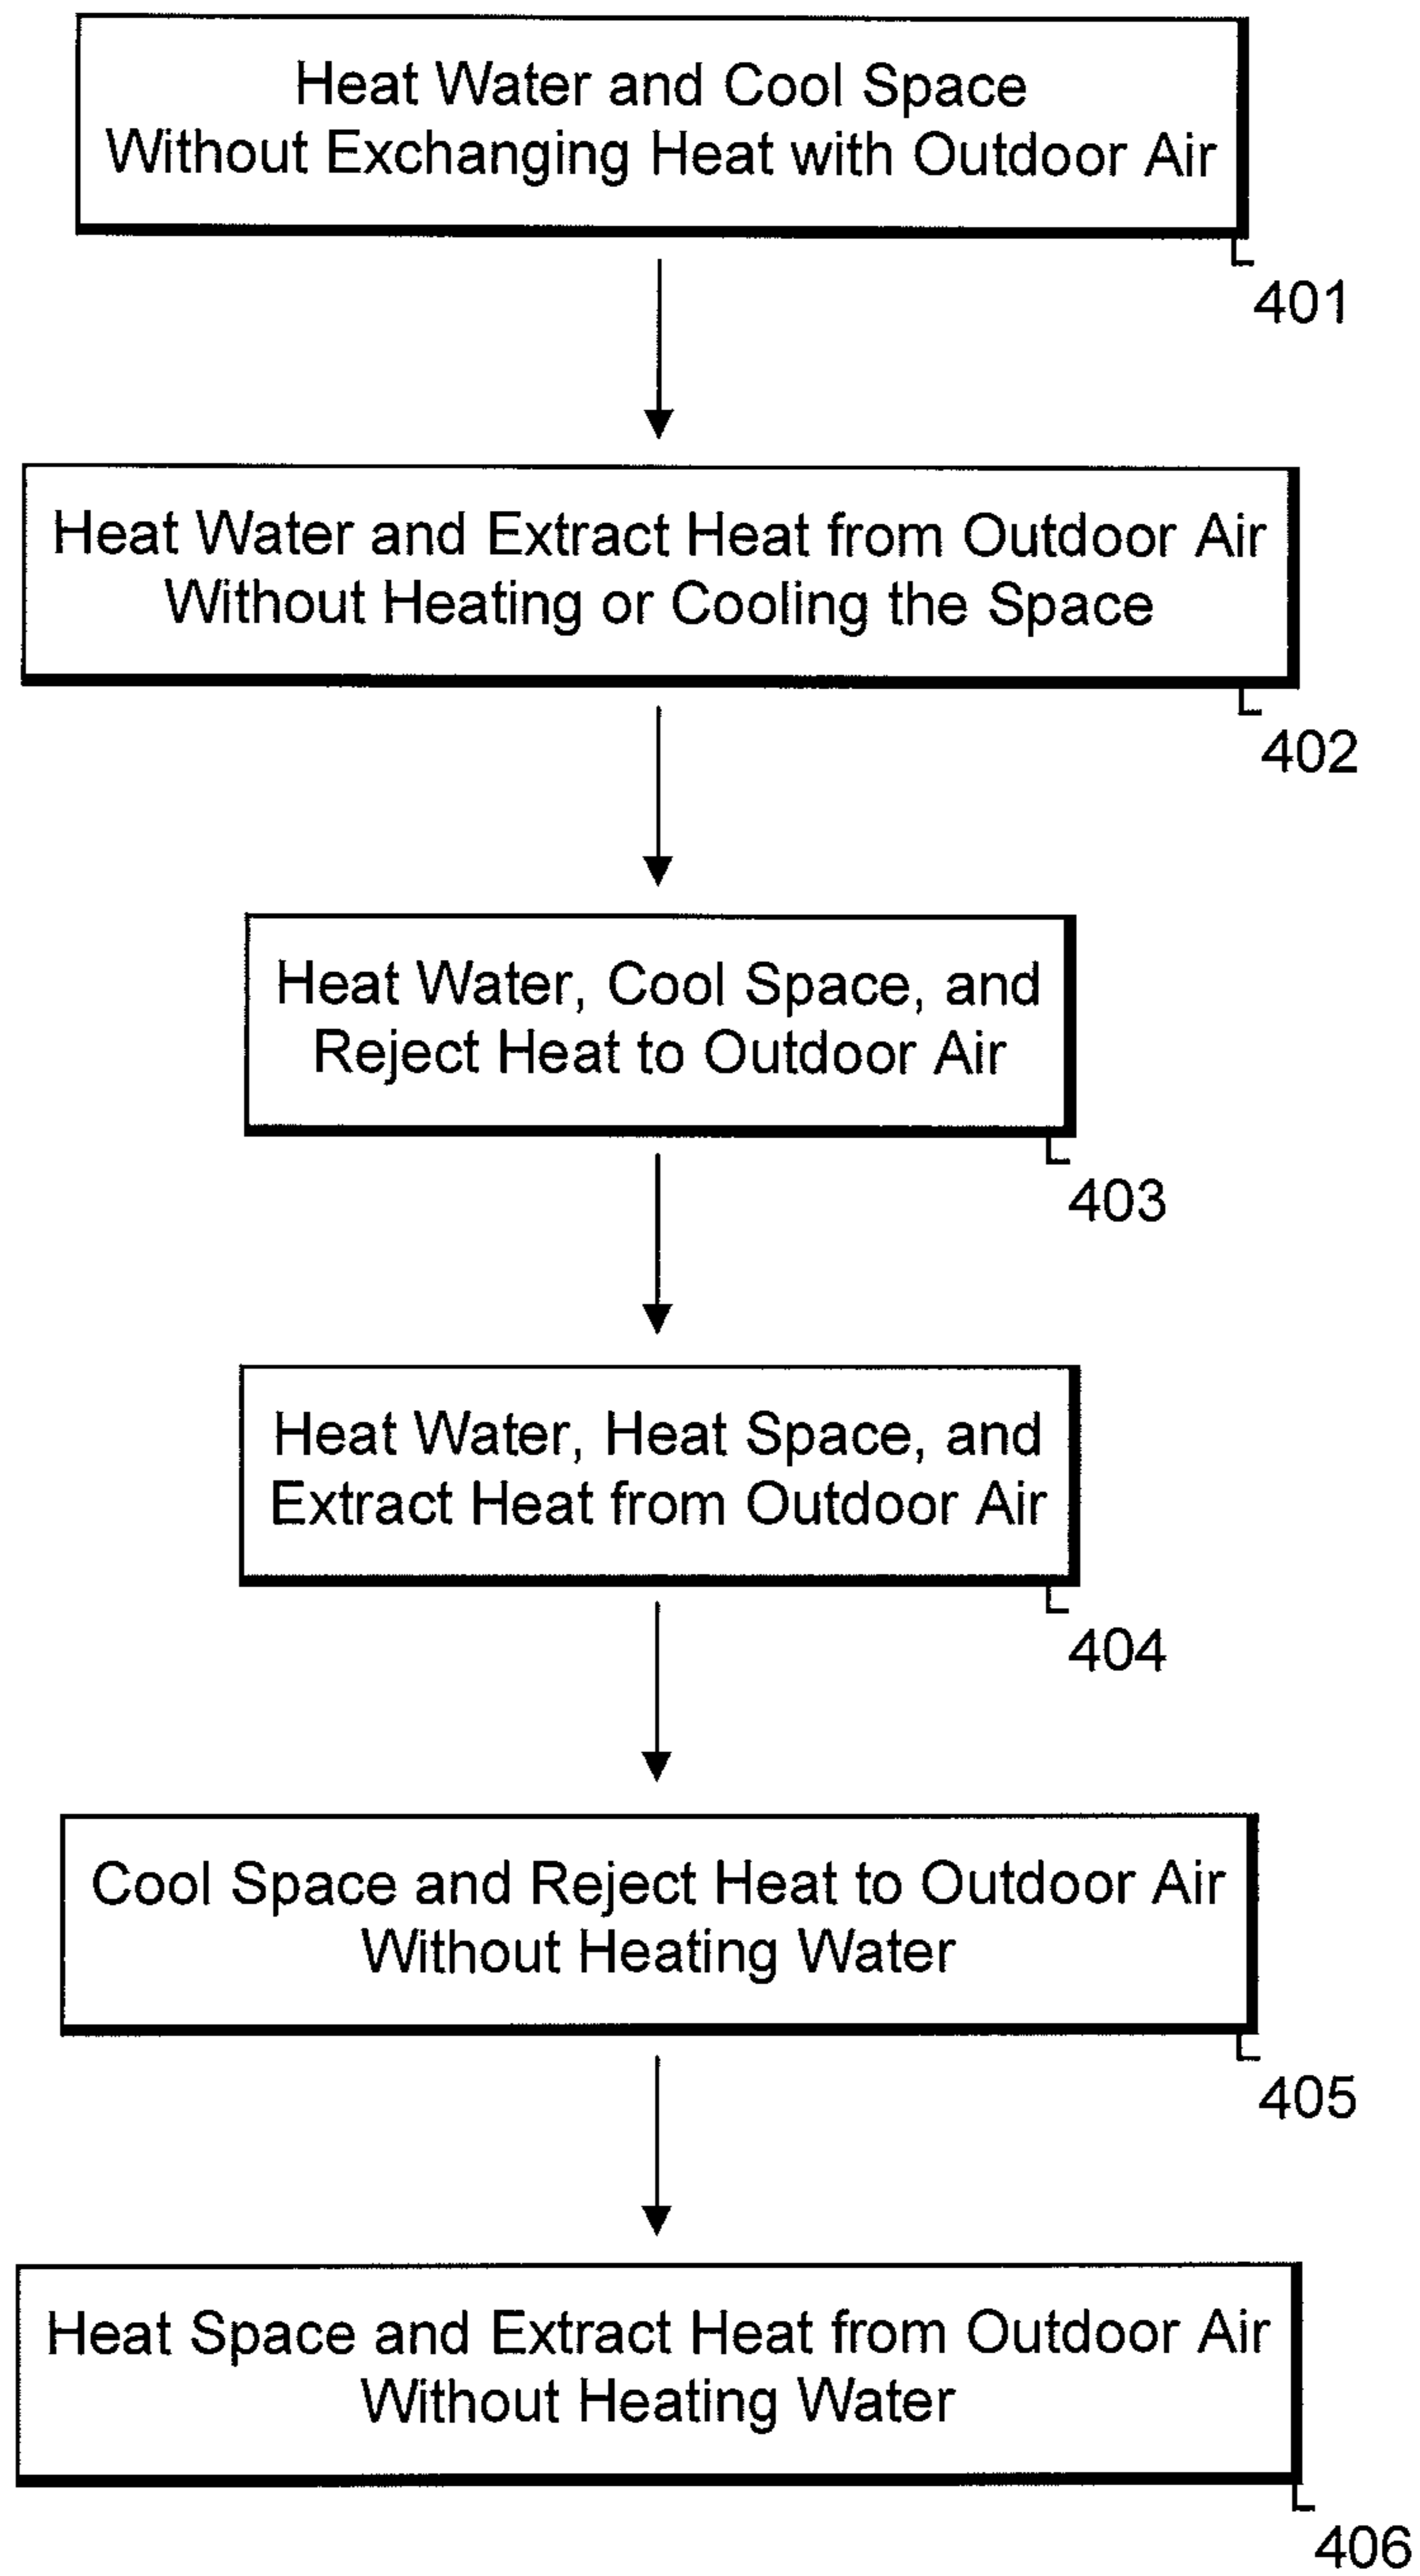 Heat Water and Cool Space
Without Exchanging Heat with Outdoor Air
401
Heat Water and Extract Heat from Outdoor Air
Without Heating or Cooling the Space
402
Heat Water, Cool Space, and
Reject Heat to Outdoor Air
403
Heat Water, Heat Space, and
Extract Heat from Outdoor Air
404
Cool Space and Reject Heat to Outdoor Air
Without Heating Water
405
Heat Space and Extract Heat from Outdoor Air
Without Heating Water
406